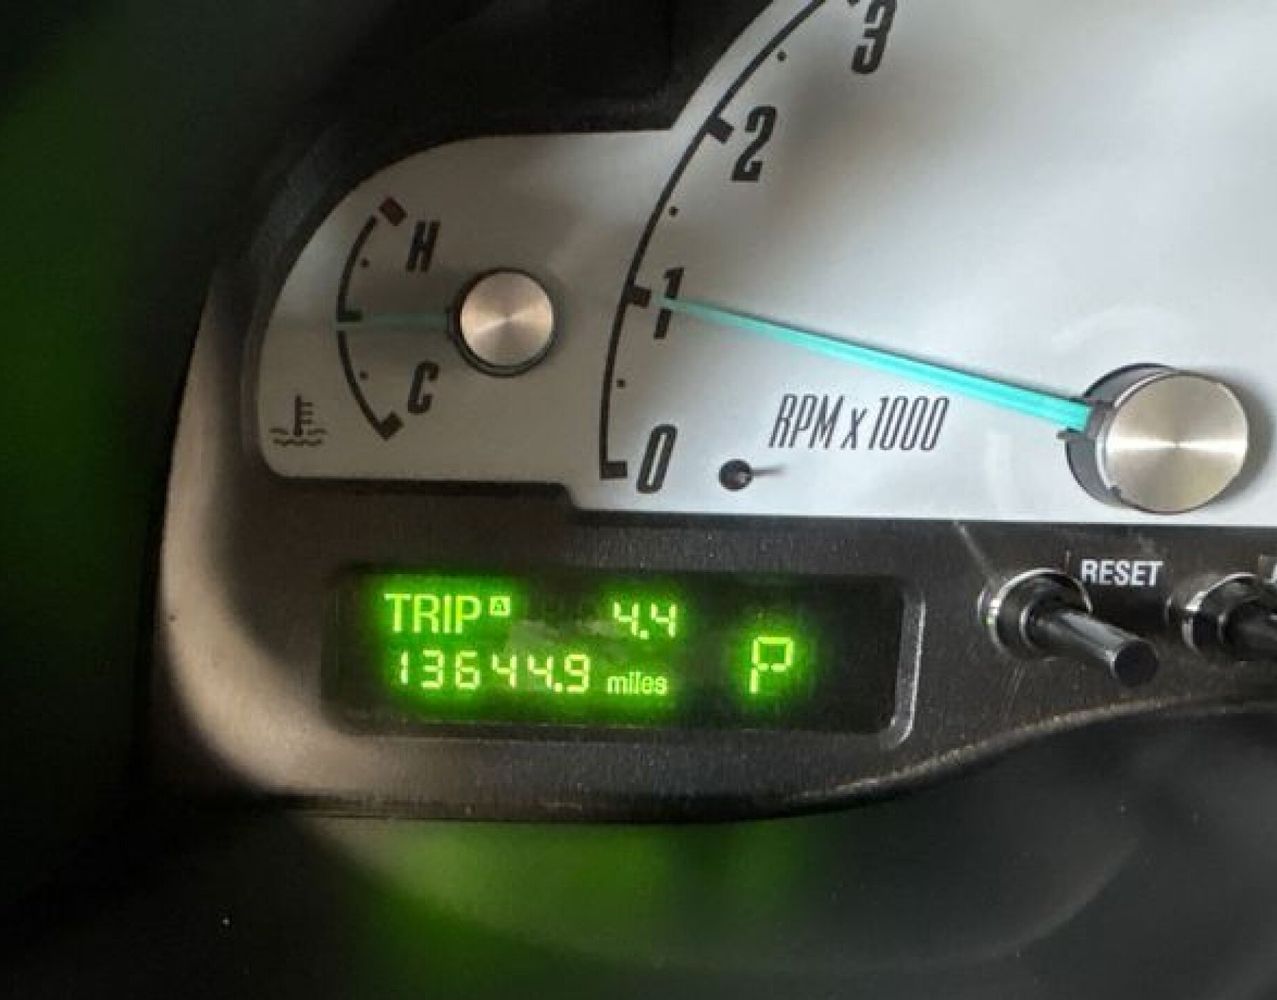 3
2
H
1
C
RPM x 1000
0
RESET
TRIP A 4.4
13644.9 miles P